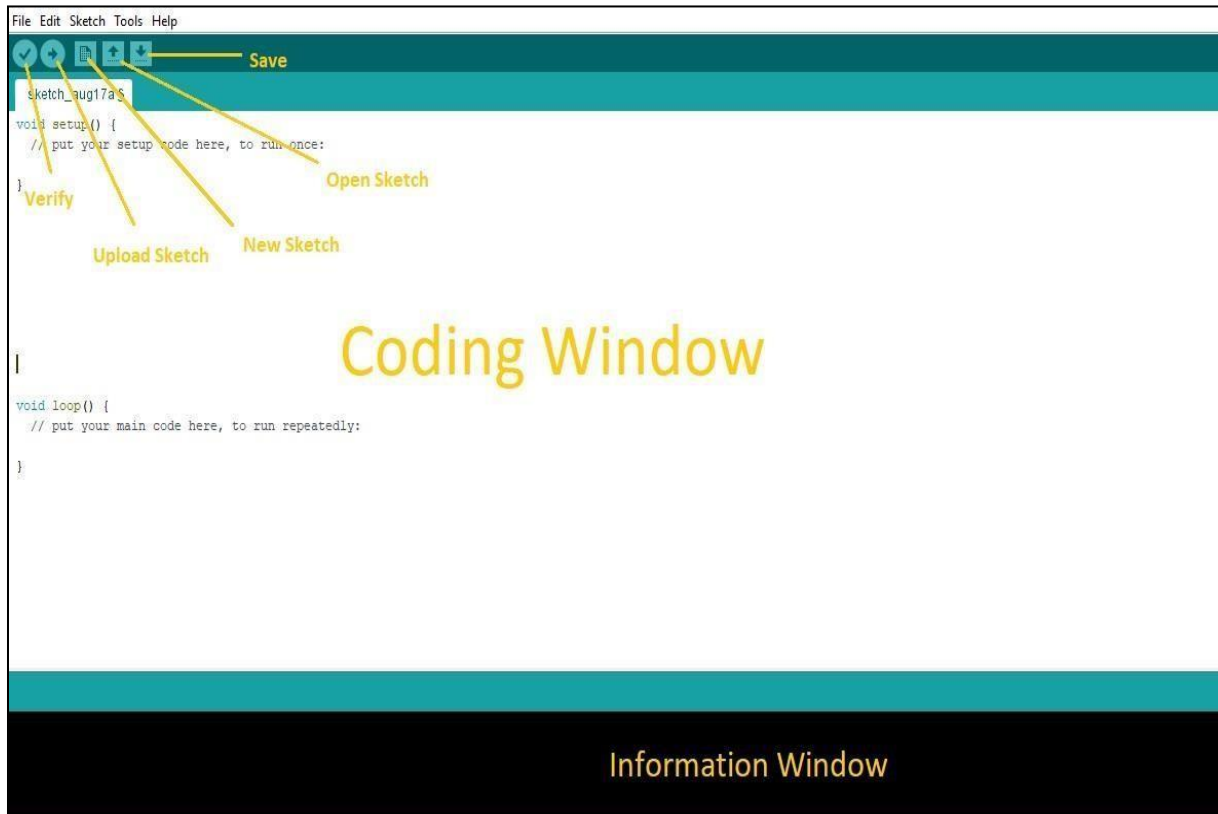 File Edit Sketch Tools Help
Save
sketch_aug17a §
void setup() {
// put your setup code here, to run once:
Open Sketch
}
Verify
New Sketch
Upload Sketch
Coding Window
void loop() {
// put your main code here, to run repeatedly:
}
Information Window